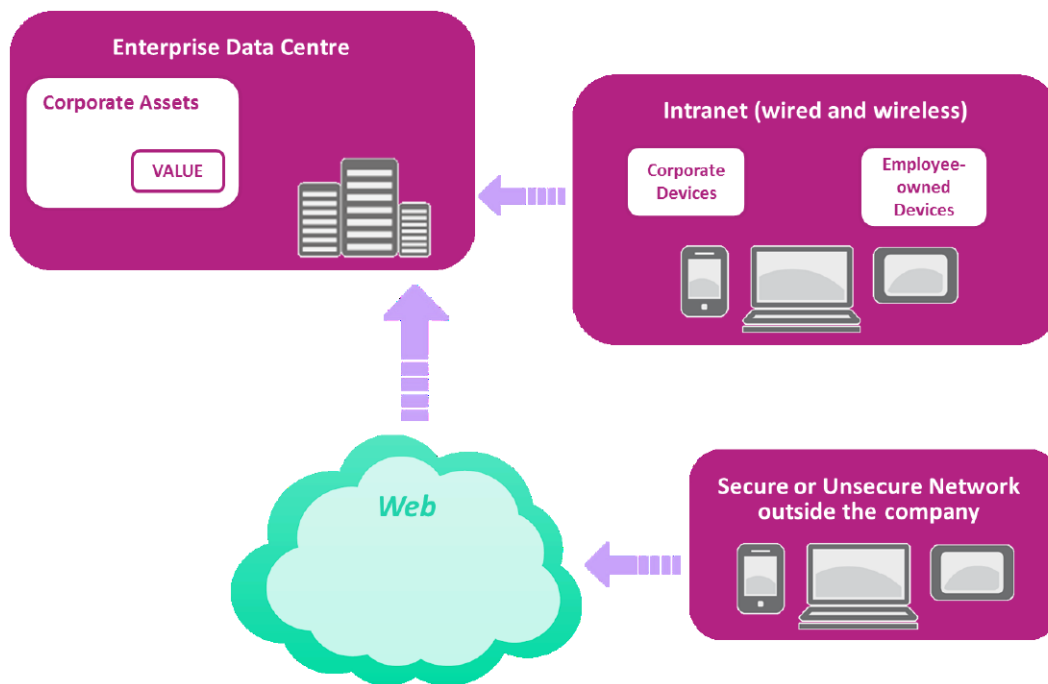 Enterprise Data Centre
Corporate Assets
VALUE
Intranet (wired and wireless)
Corporate
Devices
Employee-
owned
Devices
Web
Secure or Unsecure Network
outside the company